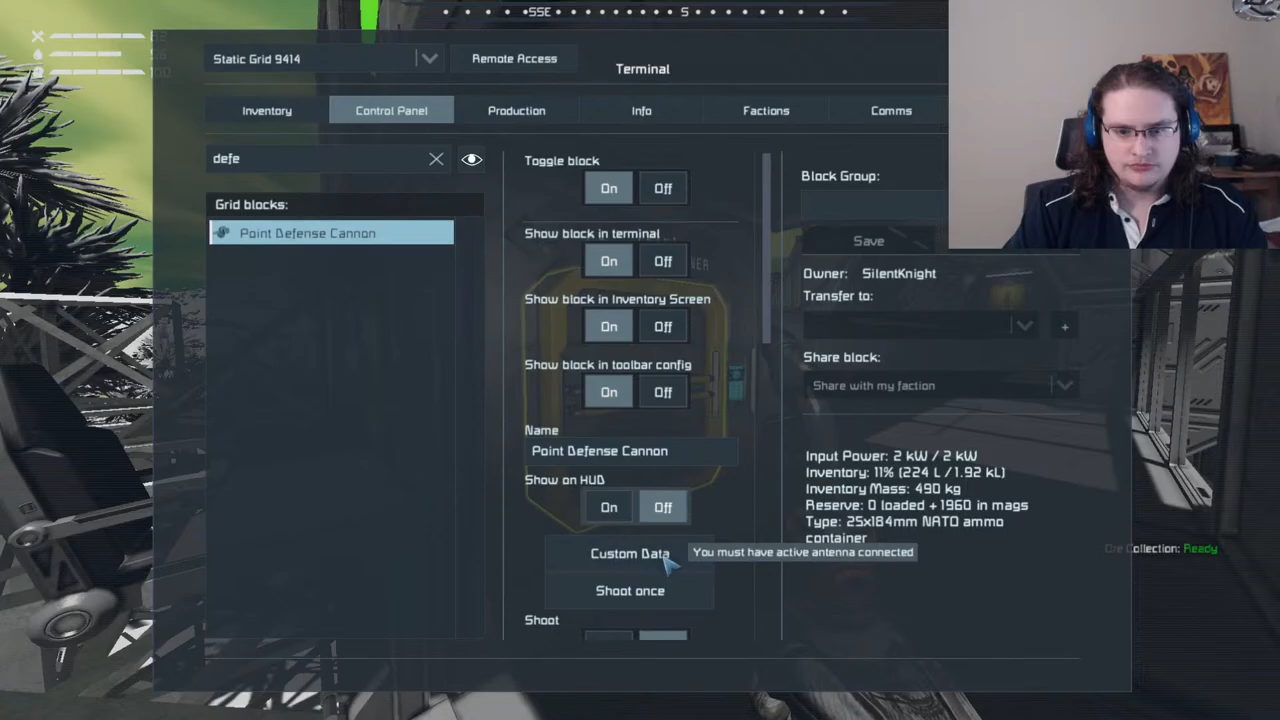 SSE
S
Static Grid 9414
Remote Access
Terminal
Inventory
Control Panel
Production
Info
Factions
Comms
defe
Grid blocks:
Point Defense Cannon
Toggle block
On
Off
Show block in terminal
On
Off
Show block in Inventory Screen
On
Off
Show block in toolbar config
On
Off
Name
Point Defense Cannon
Show on HUD
On
Off
Custom Data
You must have active antenna connected
Shoot once
Shoot
Block Group:
Save
Owner: SilentKnight
Transfer to:
+
Share block:
Share with my faction
Input Power: 2 kW / 2 kW
Inventory: 11% (224 L / 1.92 kL)
Inventory Mass: 490 kg
Reserve: 0 loaded + 1960 in mags
Type: 25x184mm NATO ammo
container
Ore Collection: Ready
100